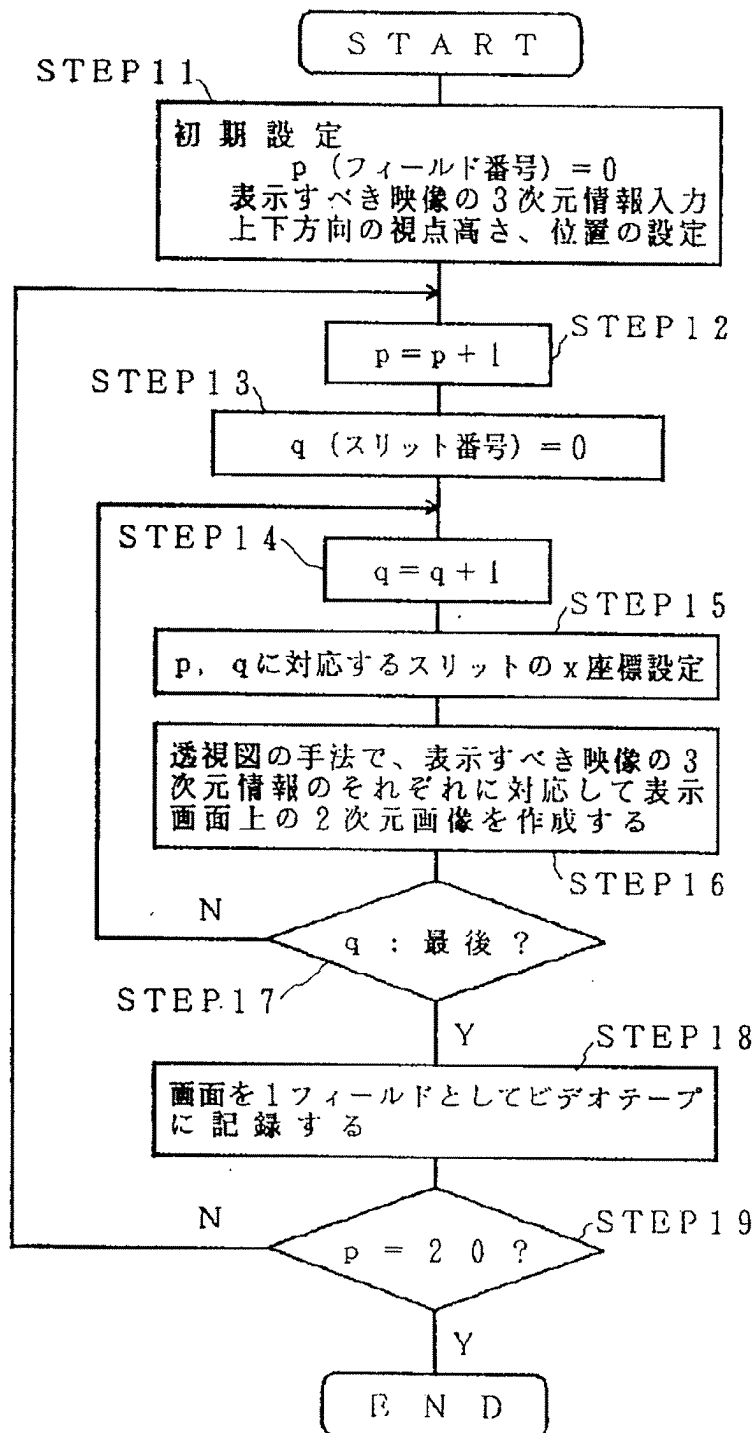 START
STEP11
初期設定
p（フィールド番号）=0
表示すべき映像の3次元情報入力
上下方向の視点高さ、位置の設定
STEP12
p=p+1
STEP13
q（スリット番号）=0
STEP14
q=q+1
STEP15
p，qに対応するスリットのx座標設定
透視図の手法で、表示すべき映像の3
次元情報のそれぞれに対応して表示
画面上の2次元画像を作成する
STEP16
N
q：最後？
STEP17
Y
STEP18
画面を1フィールドとしてビデオテープ
に記録する
N
STEP19
p=20？
Y
END